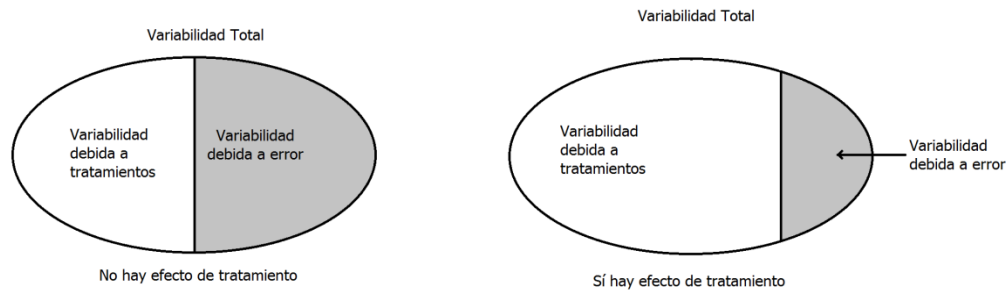 Variabilidad Total
Variabilidad
debida a
tratamientos
Variabilidad
debida a error
No hay efecto de tratamiento
Variabilidad Total
Variabilidad
debida a
tratamientos
Variabilidad
debida a error
Sí hay efecto de tratamiento